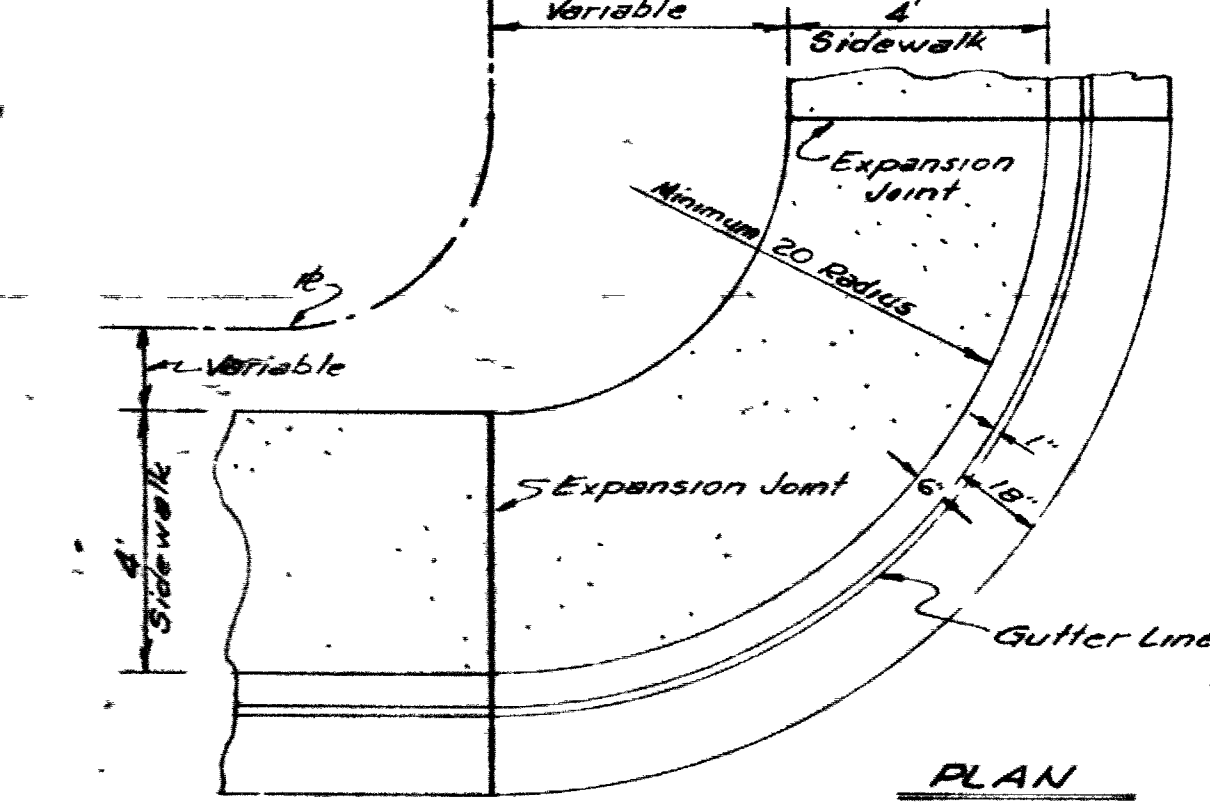 Variable
4'
Sidewalk
Expansion
Joint
Minimum 20 Radius
℄
Variable
4'
Sidewalk
Expansion Joint
1"
6"
18"
Gutter Line
PLAN